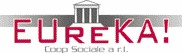 EUReKA!
Coop Sociale a r.l.